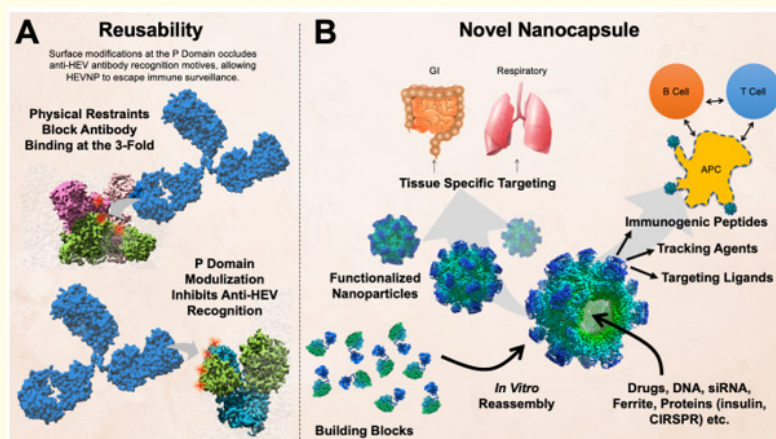 A
Reusability
Surface modifications at the P Domain occludes
anti-HEV antibody recognition motives, allowing
HEVNP to escape immune surveillance.
Physical Restraints
Block Antibody
Binding at the 3-Fold
P Domain
Modulization
Inhibits Anti-HEV
Recognition
B
Novel Nanocapsule
GI
Respiratory
Tissue Specific Targeting
B Cell
T Cell
APC
Immunogenic Peptides
Tracking Agents
Targeting Ligands
Functionalized
Nanoparticles
In Vitro
Reassembly
Building Blocks
Drugs, DNA, siRNA,
Ferrite, Proteins (insulin,
CIRSPR) etc.